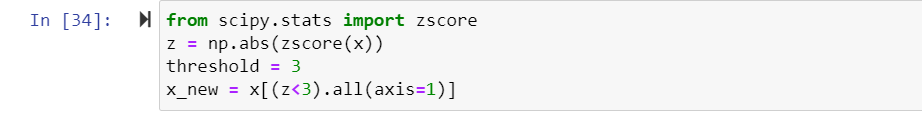 In [34]:
from scipy.stats import zscore
z = np.abs(zscore(x))
threshold = 3
x_new = x[(z<3).all(axis=1)]